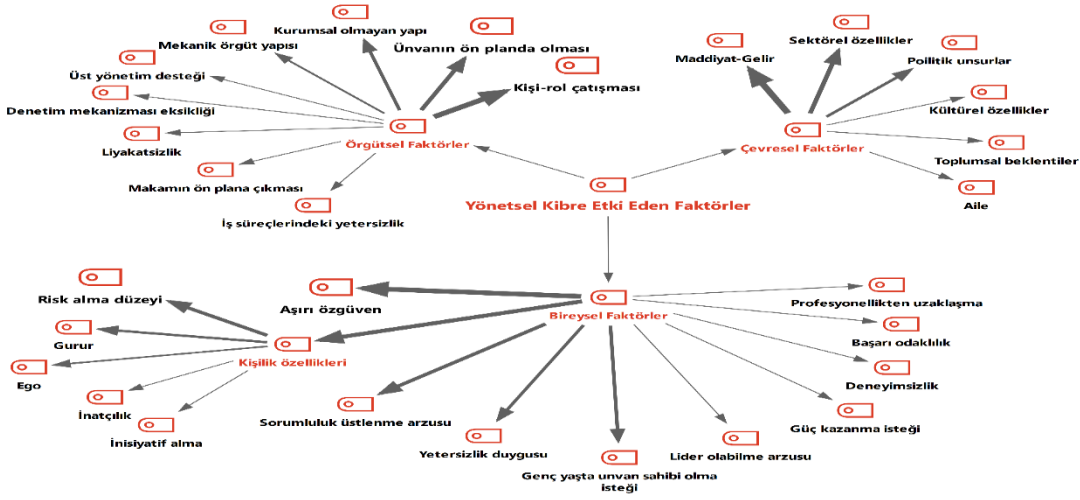 Kurumsal olmayan yapı
Mekanik örgüt yapısı
Ünvanın ön planda olması
Üst yönetim desteği
Kişi-rol çatışması
Denetim mekanizması eksikliği
Liyakatsizlik
Örgütsel Faktörler
Makamın ön plana çıkması
İş süreçlerindeki yetersizlik
Sektörel özellikler
Maddiyat-Gelir
Politik unsurlar
Kültürel özellikler
Çevresel Faktörler
Toplumsal beklentiler
Aile
Yönetsel Kibre Etki Eden Faktörler
Risk alma düzeyi
Aşırı özgüven
Bireysel Faktörler
Profesyonellikten uzaklaşma
Gurur
Kişilik özellikleri
Başarı odaklılık
Ego
Deneyimsizlik
İnatçılık
İnisiyatif alma
Sorumluluk üstlenme arzusu
Güç kazanma isteği
Yetersizlik duygusu
Lider olabilme arzusu
Genç yaşta unvan sahibi olma
isteği